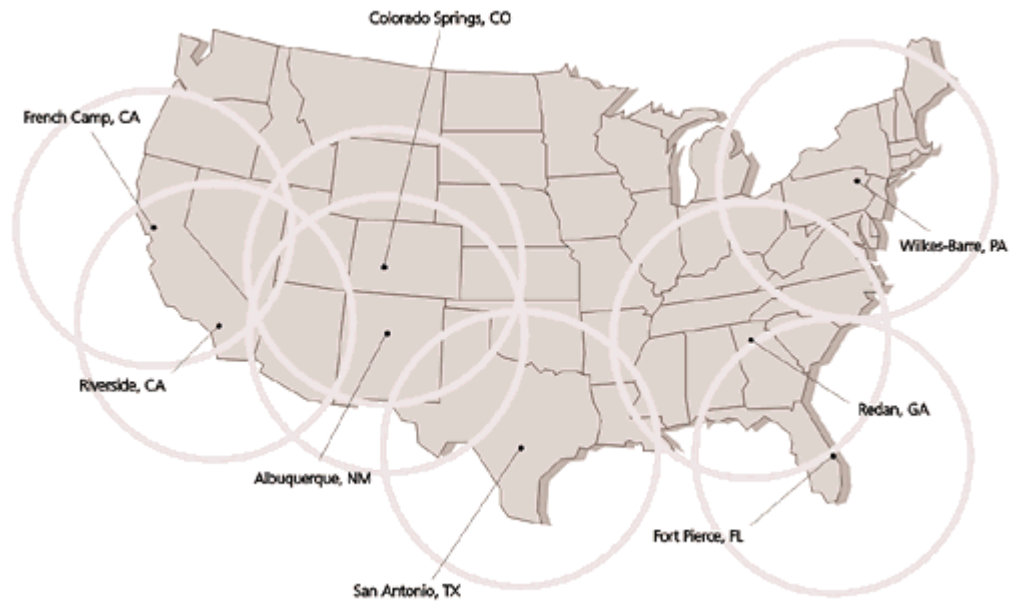 Colorado Springs, CO
French Camp, CA
Wilkes-Barre, PA
Riverside, CA
Redan, GA
Albuquerque, NM
Fort Pierce, FL
San Antonio, TX